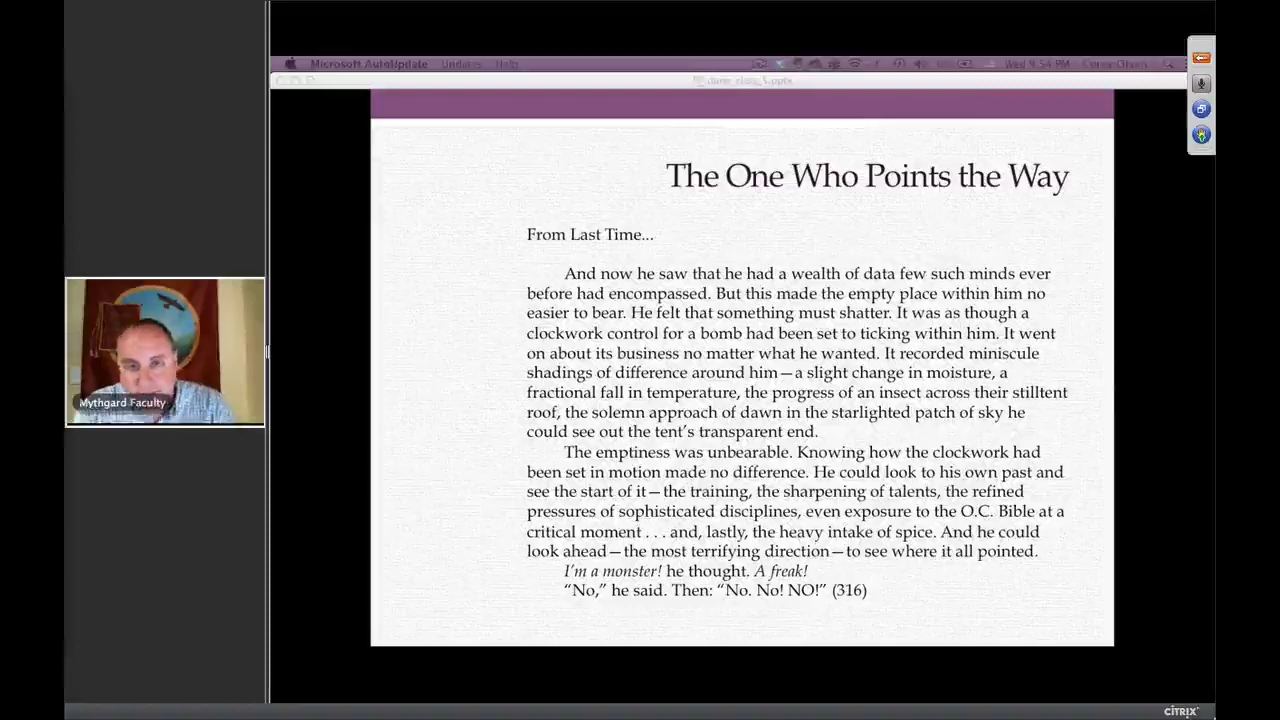 Microsoft AutoUpdate Updates Help
Wed 9:54 PM Corey Olsen
The One Who Points the Way
From Last Time...
And now he saw that he had a wealth of data few such minds ever
before had encompassed. But this made the empty place within him no
easier to bear. He felt that something must shatter. It was as though a
clockwork control for a bomb had been set to ticking within him. It went
on about its business no matter what he wanted. It recorded miniscule
shadings of difference around him—a slight change in moisture, a
fractional fall in temperature, the progress of an insect across their stilltent
roof, the solemn approach of dawn in the starlighted patch of sky he
could see out the tent's transparent end.
The emptiness was unbearable. Knowing how the clockwork had
been set in motion made no difference. He could look to his own past and
see the start of it—the training, the sharpening of talents, the refined
pressures of sophisticated disciplines, even exposure to the O.C. Bible at a
critical moment . . . and, lastly, the heavy intake of spice. And he could
look ahead—the most terrifying direction—to see where it all pointed.
I'm a monster! he thought. A freak!
"No," he said. Then: "No. No! NO!" (316)
Mythgard Faculty
CITRIX